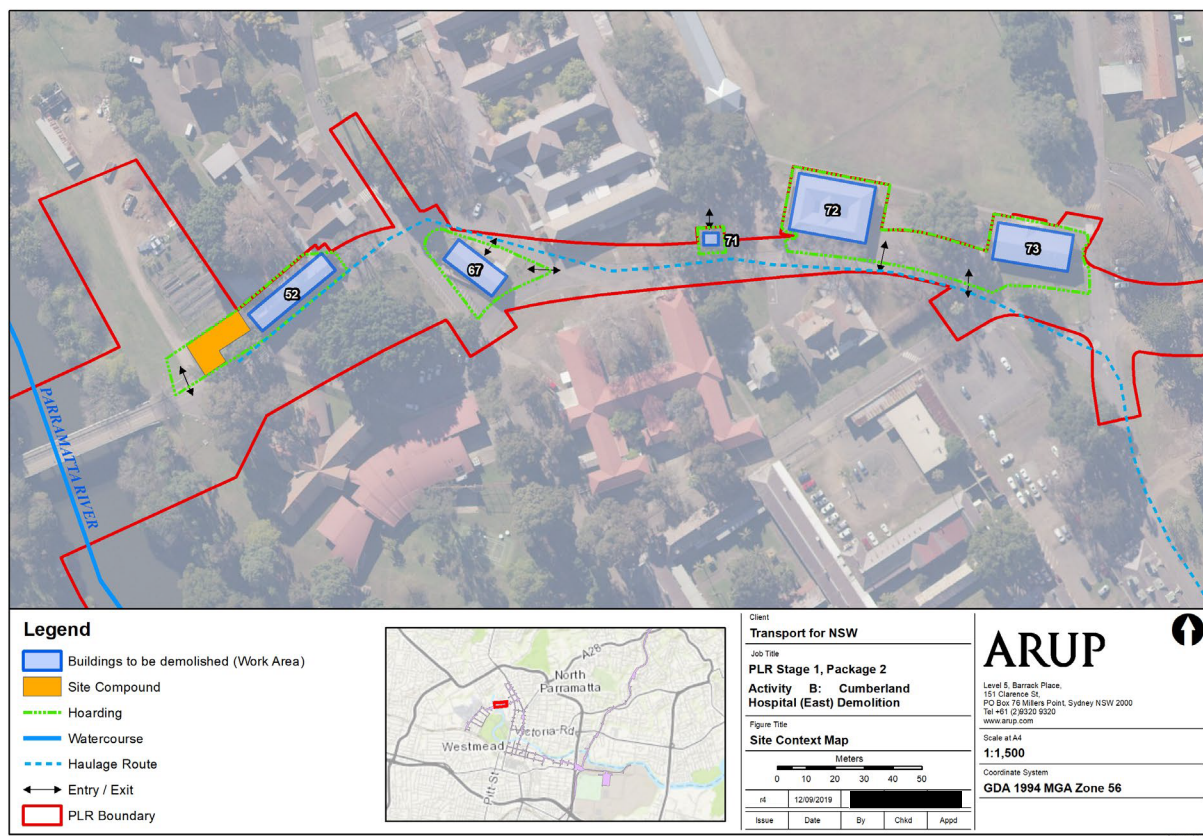 52
67
71
72
73
PARRAMATTA RIVER
Legend
Buildings to be demolished (Work Area)
Site Compound
Hoarding
Watercourse
Haulage Route
Entry / Exit
PLR Boundary
A28
North
Parramatta
Victoria-Rd
Westmead
Pitt-St
Client
Transport for NSW
Job Title
PLR Stage 1, Package 2
Activity B: Cumberland
Hospital (East) Demolition
Figure Title
Site Context Map
Meters
0 10 20 30 40 50
r4 12/09/2019
Issue Date By Chkd Appd
ARUP
Level 5, Barrack Place,
151 Clarence St,
PO Box 76 Millers Point, Sydney NSW 2000
Tel +61 (2)9320 9320
www.arup.com
Scale at A4
1:1,500
Coordinate System
GDA 1994 MGA Zone 56